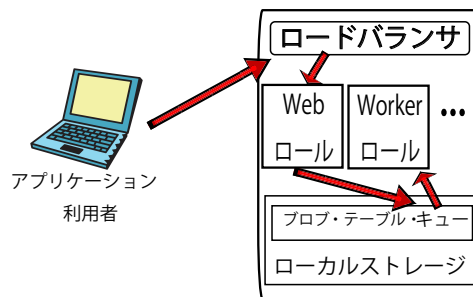 ロードバランサ
Web
ロール
Worker
ロール
•••
アプリケーション
利用者
ブロブ・テーブル・キュー
ローカルストレージ